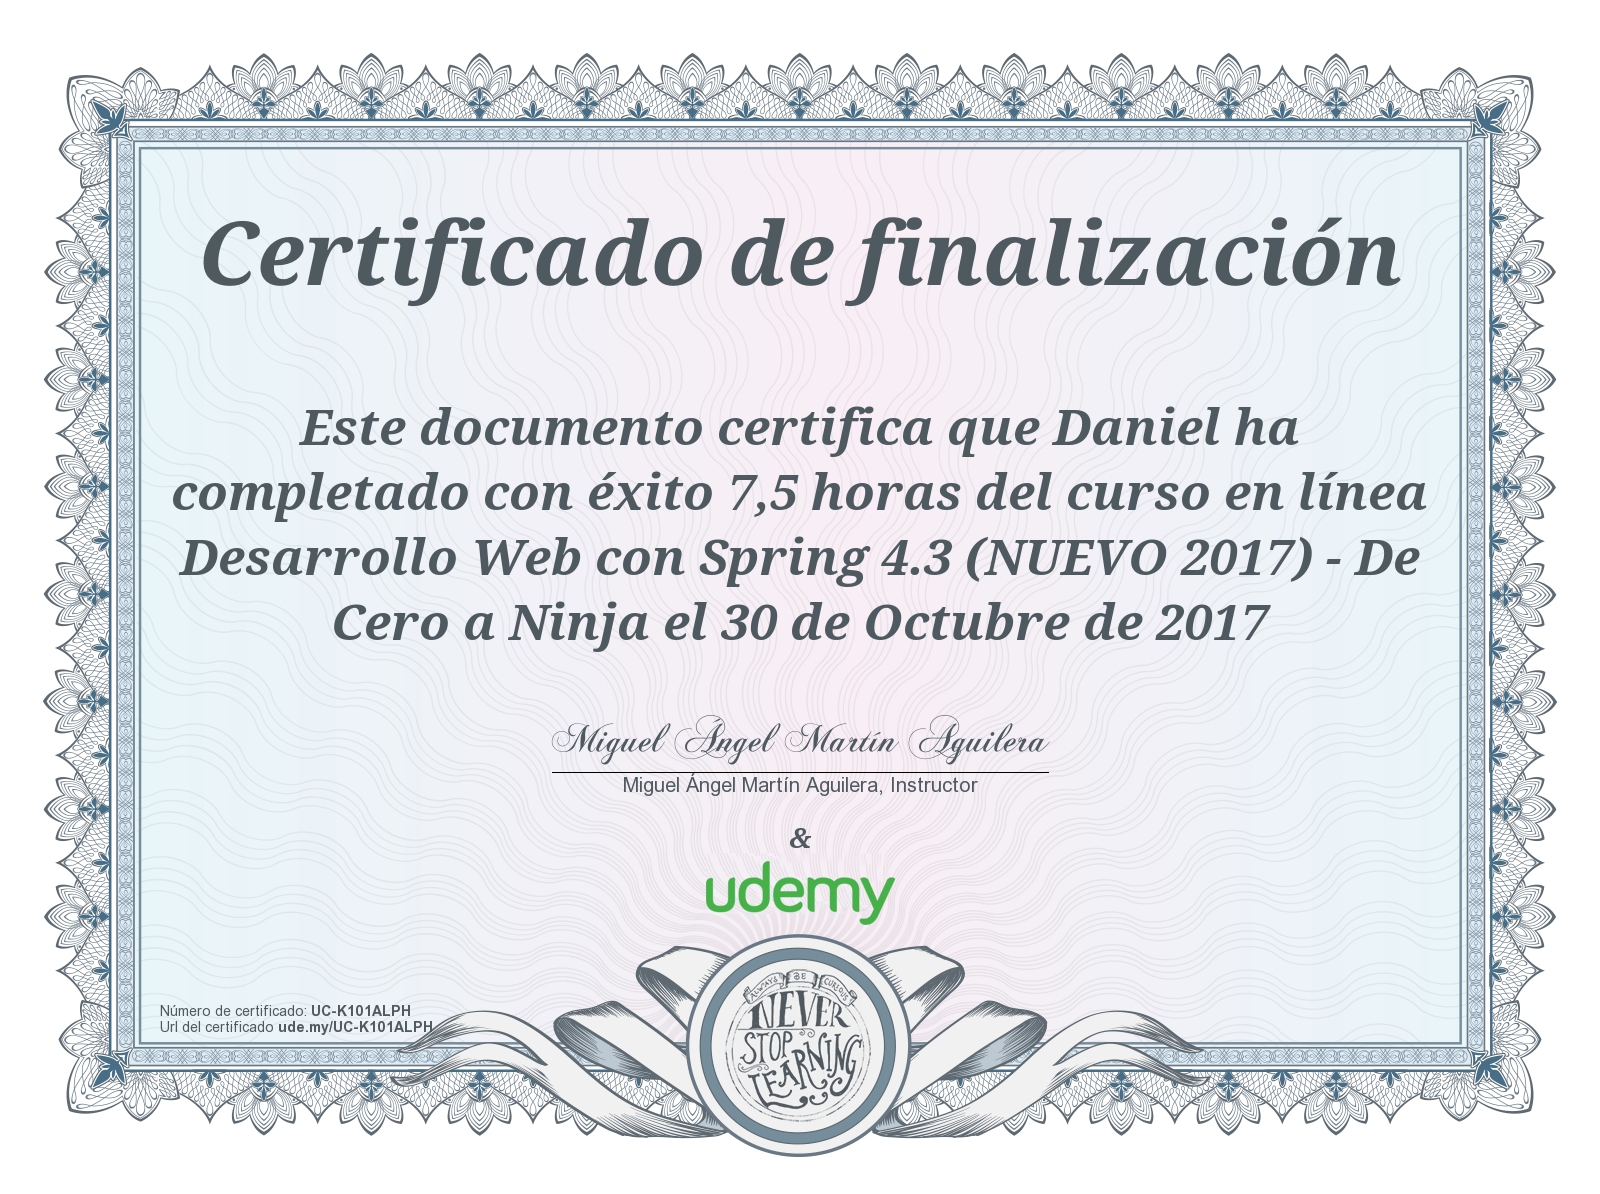 Certificado de finalización
Este documento certifica que Daniel ha
completado con éxito 7,5 horas del curso en línea
Desarrollo Web con Spring 4.3 (NUEVO 2017) - De
Cero a Ninja el 30 de Octubre de 2017
Miguel Ángel Martín Aguilera
Miguel Ángel Martín Aguilera, Instructor
&
udemy
Número de certificado: UC-K101ALPH
Url del certificado ude.my/UC-K101ALPH
ALWAYS BE CURIOUS
NEVER
STOP
LEARNING